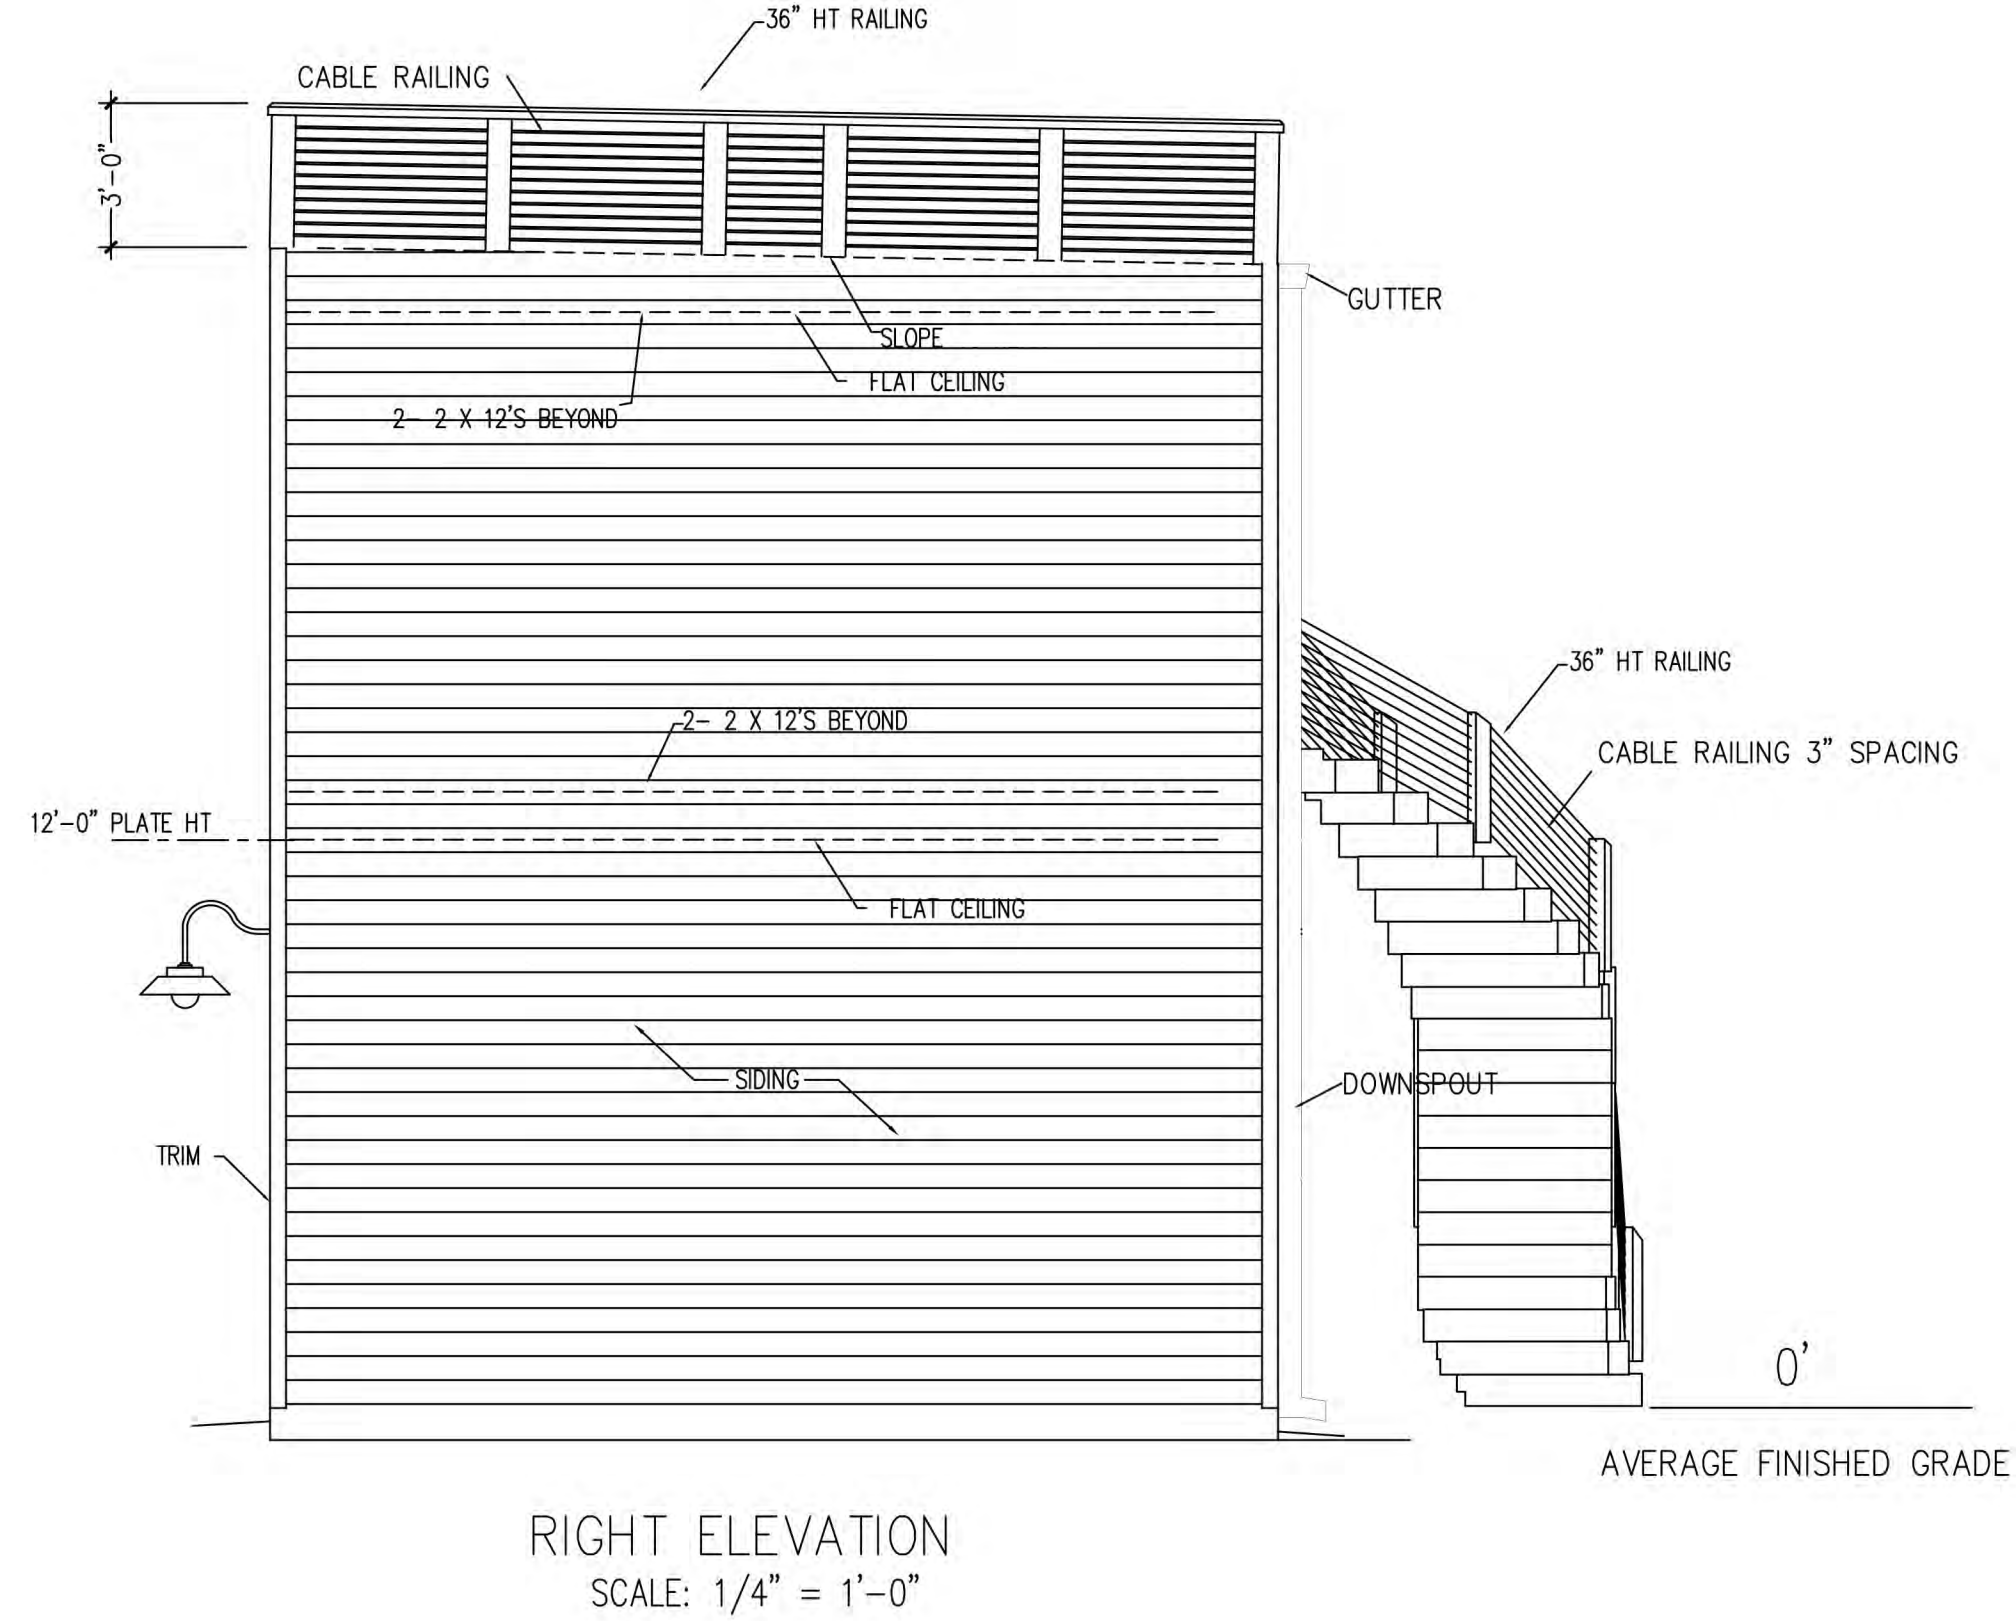 36" HT RAILING
CABLE RAILING
3'-0"
GUTTER
SLOPE
FLAT CEILING
2- 2 X 12'S BEYOND
36" HT RAILING
2- 2 X 12'S BEYOND
CABLE RAILING 3" SPACING
12'-0" PLATE HT
FLAT CEILING
SIDING
DOWNSPOUT
TRIM
0'
AVERAGE FINISHED GRADE
RIGHT ELEVATION
SCALE: 1/4" = 1'-0"